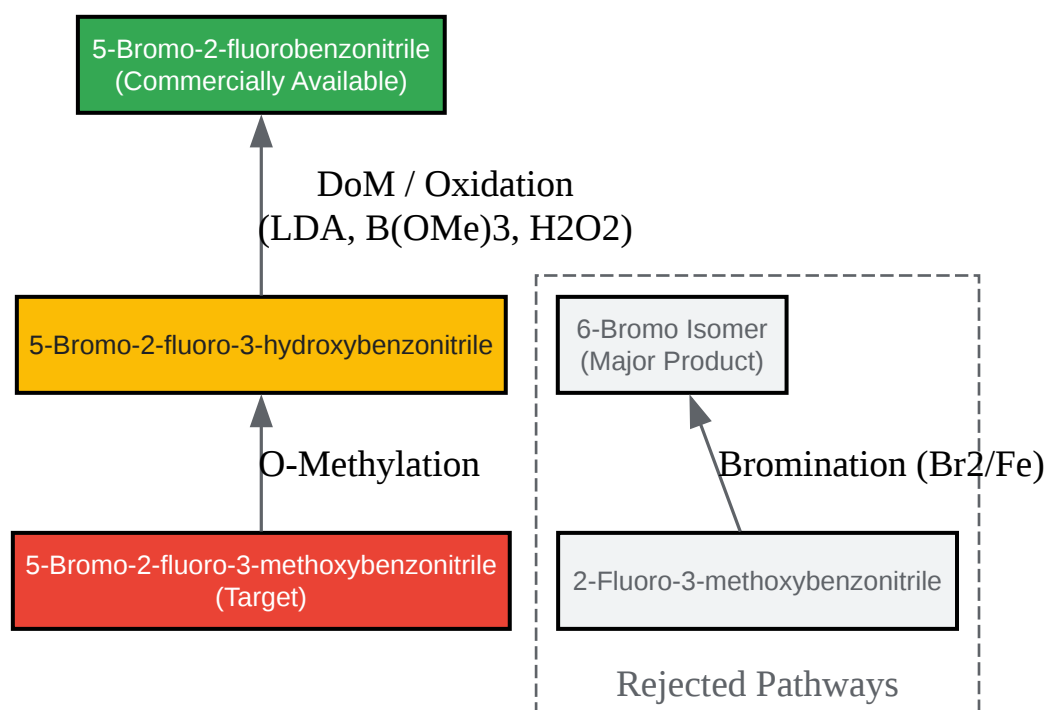 5-Bromo-2-fluorobenzonitrile
(Commercially Available)
DoM / Oxidation
(LDA, B(OMe)3, H2O2)
5-Bromo-2-fluoro-3-hydroxybenzonitrile
6-Bromo Isomer
(Major Product)
O-Methylation
Bromination (Br2/Fe)
5-Bromo-2-fluoro-3-methoxybenzonitrile
(Target)
2-Fluoro-3-methoxybenzonitrile
Rejected Pathways